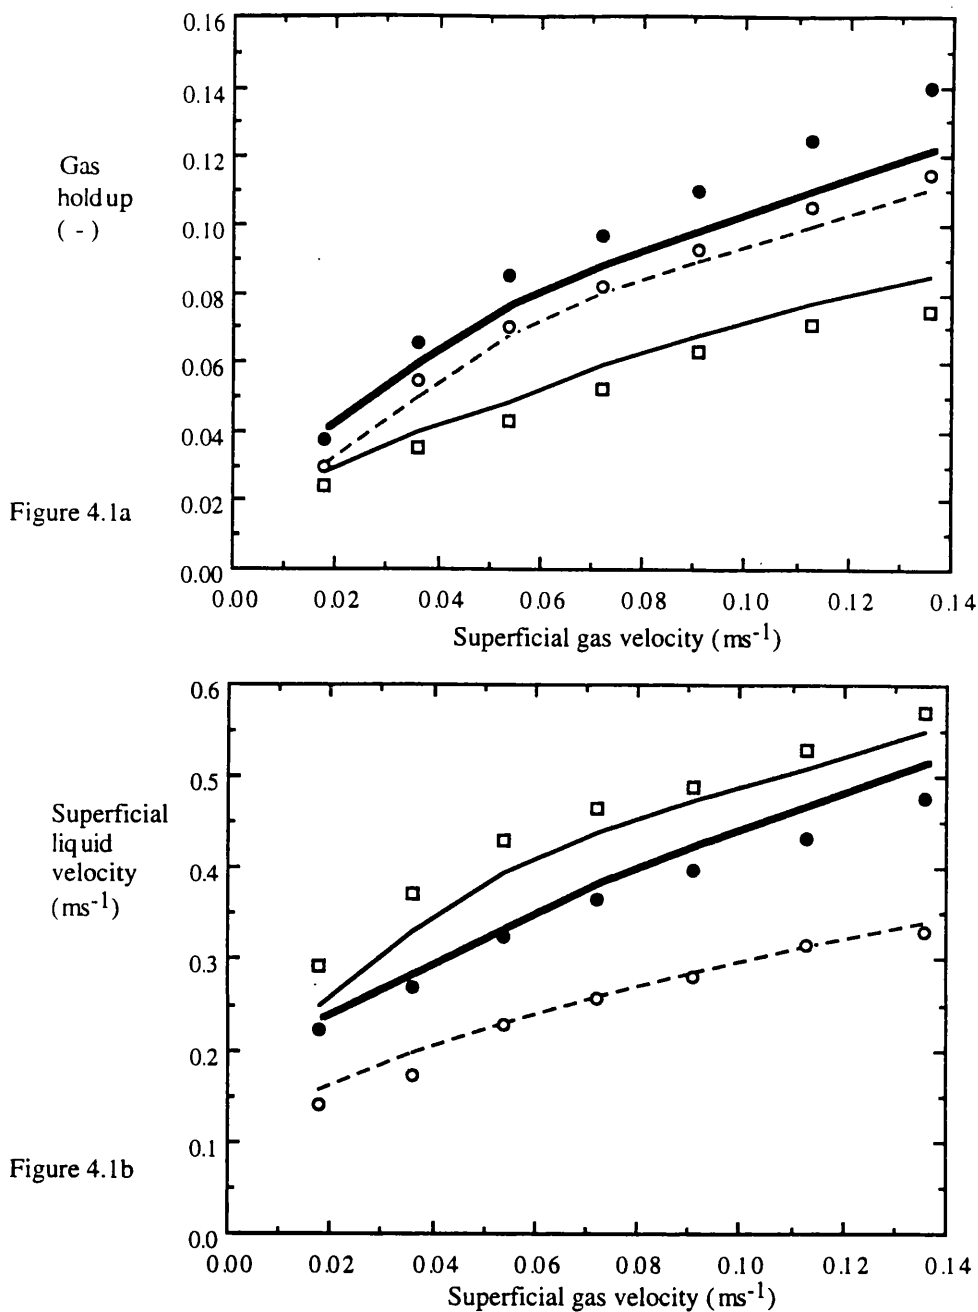 0.16
0.14
0.12
0.10
0.08
0.06
0.04
0.02
0.00
Gas
hold up
( - )
Figure 4.1a
0.00 0.02 0.04 0.06 0.08 0.10 0.12 0.14
Superficial gas velocity (ms⁻¹)
0.6
0.5
0.4
0.3
0.2
0.1
0.0
Superficial
liquid
velocity
(ms⁻¹)
Figure 4.1b
0.00 0.02 0.04 0.06 0.08 0.10 0.12 0.14
Superficial gas velocity (ms⁻¹)